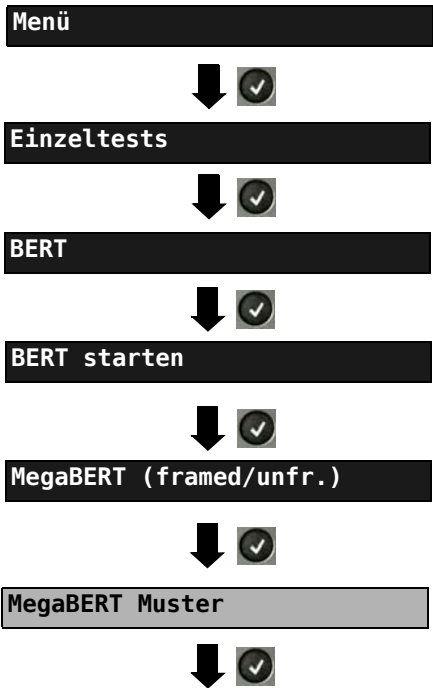 Menü
Einzeltests
BERT
BERT starten
MegaBERT (framed/unfr.)
MegaBERT Muster